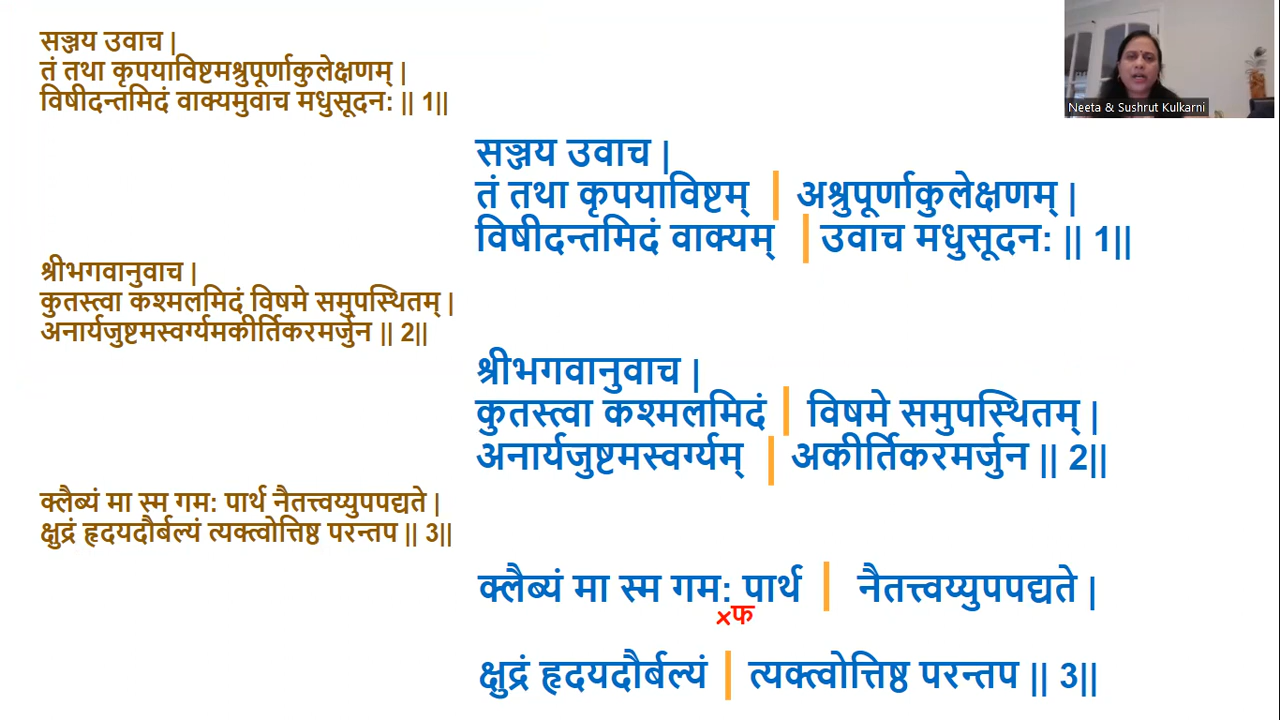 सञ्जय उवाच |
तं तथा कृपयाविष्टमश्रुपूर्णाकुलेक्षणम् |
विषीदन्तमिदं वाक्यमुवाच मधुसूदनः || 1||
श्रीभगवानुवाच |
कुतस्त्वा कश्मलमिदं विषमे समुपस्थितम् |
अनार्यजुष्टमस्वर्ग्यमकीर्तिकरमर्जुन || 2||
क्लैब्यं मा स्म गमः पार्थ नैतत्त्वय्युपपद्यते |
क्षुद्रं हृदयदौर्बल्यं त्यक्त्वोत्तिष्ठ परन्तप || 3||
सञ्जय उवाच |
तं तथा कृपयाविष्टम् | अश्रुपूर्णाकुलेक्षणम् |
विषीदन्तमिदं वाक्यम् | उवाच मधुसूदनः || 1||
श्रीभगवानुवाच |
कुतस्त्वा कश्मलमिदं | विषमे समुपस्थितम् |
अनार्यजुष्टमस्वर्ग्यम् | अकीर्तिकरमर्जुन || 2||
क्लैब्यं मा स्म गमः पार्थ | नैतत्त्वय्युपपद्यते |
×फ
क्षुद्रं हृदयदौर्बल्यं | त्यक्त्वोत्तिष्ठ परन्तप || 3||
Neeta & Sushrut Kulkarni